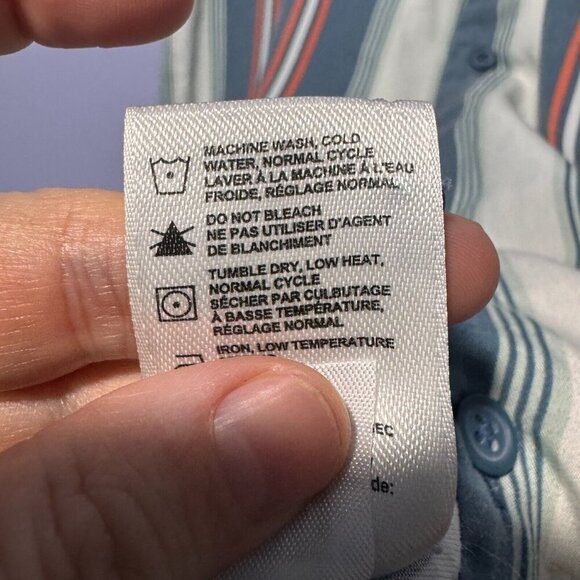 MACHINE WASH, COLD
WATER, NORMAL CYCLE
LAVER À LA MACHINE À L'EAU
FROIDE, RÉGLAGE NORMAL
DO NOT BLEACH
NE PAS UTILISER D'AGENT
DE BLANCHIMENT
TUMBLE DRY, LOW HEAT,
NORMAL CYCLE
SÉCHER PAR CULBUTAGE
À BASSE TEMPÉRATURE,
RÉGLAGE NORMAL
IRON, LOW TEMPERATURE
de: